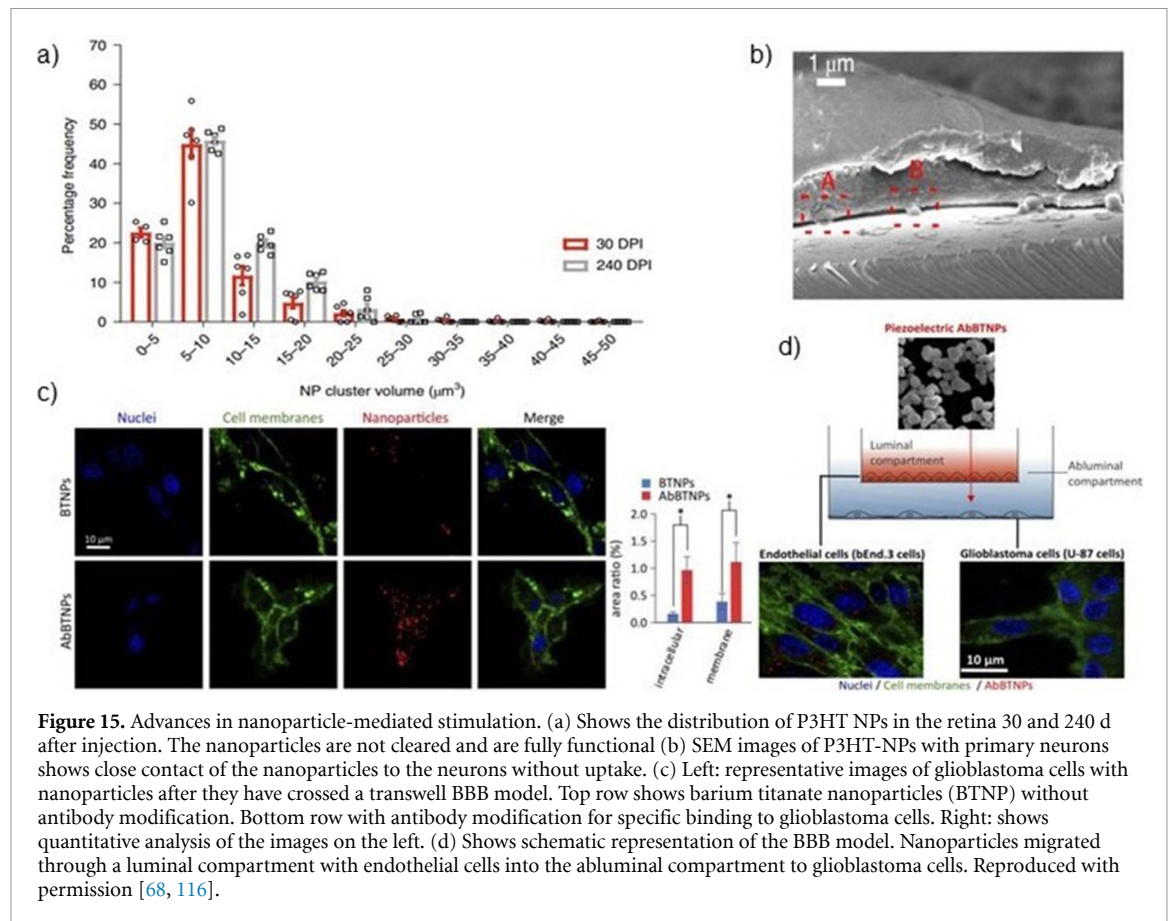 a)
70
60
50
40
30
20
10
0
Percentage frequency
30 DPI
240 DPI
0–5
5–10
10–15
15–20
20–25
25–30
30–35
35–40
40–45
45–50
NP cluster volume (μm³)
b)
1 μm
A
B
c)
Nuclei
Cell membranes
Nanoparticles
Merge
BTNPs
10 μm
AbBTNPs
BTNPs
AbBTNPs
* *
2.0
1.5
1.0
0.5
0.0
area ratio (%)
intracellular
membrane
d)
Piezoelectric AbBTNPs
Luminal
compartment
Abluminal
compartment
Endothelial cells (bEnd.3 cells)
Glioblastoma cells (U-87 cells)
10 μm
Nuclei / Cell membranes / AbBTNPs
Figure 15. Advances in nanoparticle-mediated stimulation. (a) Shows the distribution of P3HT NPs in the retina 30 and 240 d
after injection. The nanoparticles are not cleared and are fully functional (b) SEM images of P3HT-NPs with primary neurons
shows close contact of the nanoparticles to the neurons without uptake. (c) Left: representative images of glioblastoma cells with
nanoparticles after they have crossed a transwell BBB model. Top row shows barium titanate nanoparticles (BTNP) without
antibody modification. Bottom row with antibody modification for specific binding to glioblastoma cells. Right: shows
quantitative analysis of the images on the left. (d) Shows schematic representation of the BBB model. Nanoparticles migrated
through a luminal compartment with endothelial cells into the abluminal compartment to glioblastoma cells. Reproduced with
permission [68, 116].